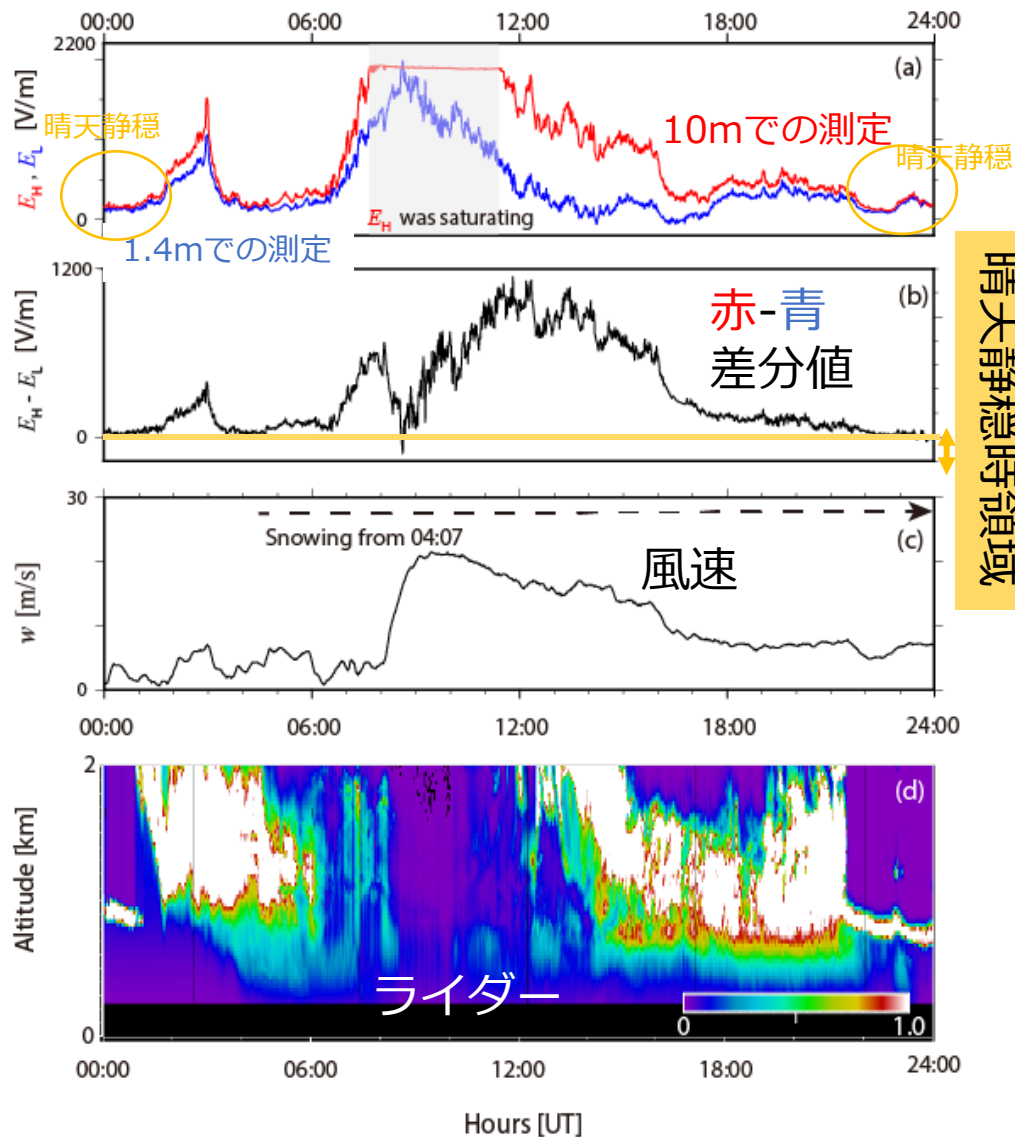 00:00 06:00 12:00 18:00 24:00
2200
(a)
E_H, E_L [V/m]
晴天静穏
10mでの測定
晴天静穏
0
E_H was saturating
1.4mでの測定
1200
(b)
E_H - E_L [V/m]
赤-青
差分値
0
晴天静穏時領域
30
Snowing from 04:07
(c)
w [m/s]
風速
0
00:00 06:00 12:00 18:00 24:00
2
(d)
Altitude [km]
ライダー
0 1.0
0
00:00 06:00 12:00 18:00 24:00
Hours [UT]